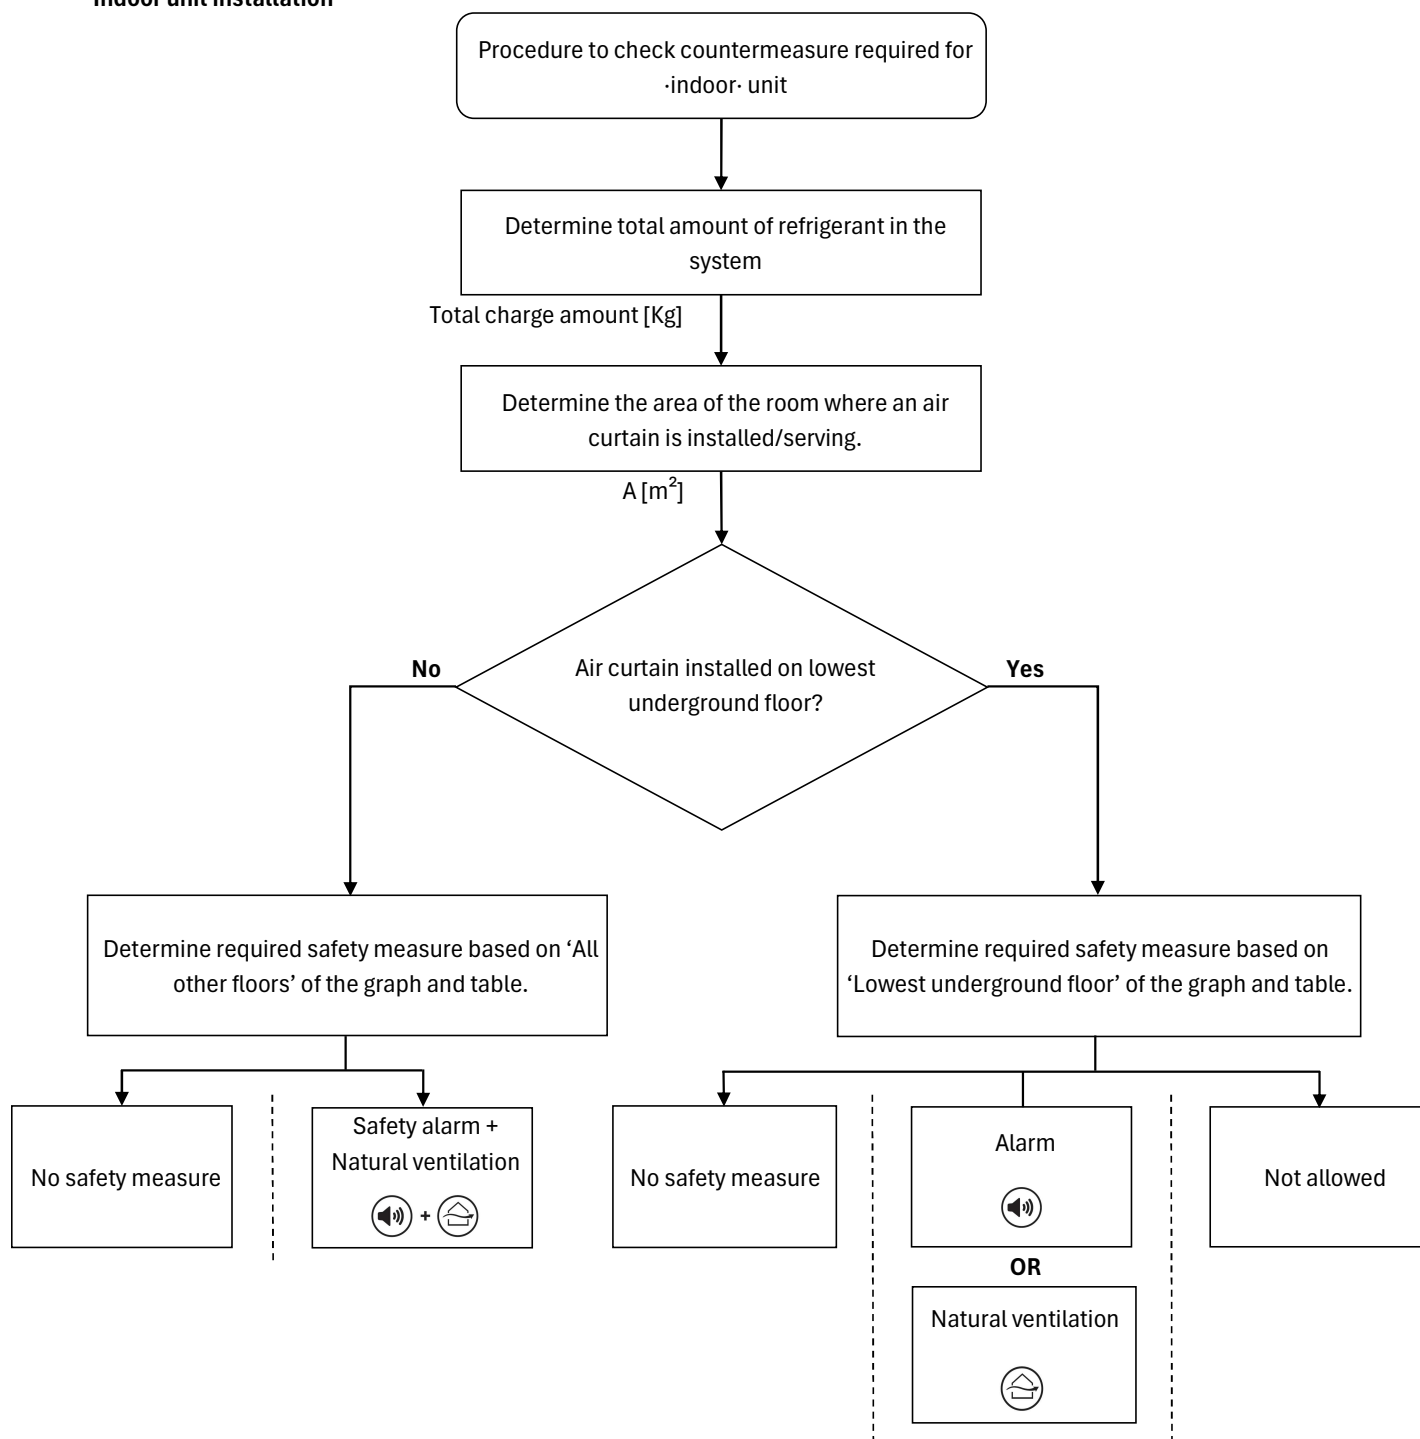 Indoor unit installation
Procedure to check countermeasure required for
·indoor· unit
Determine total amount of refrigerant in the
system
Total charge amount [Kg]
Determine the area of the room where an air
curtain is installed/serving.
A [m²]
No
Air curtain installed on lowest
underground floor?
Yes
Determine required safety measure based on ‘All
other floors’ of the graph and table.
Determine required safety measure based on
‘Lowest underground floor’ of the graph and table.
No safety measure
Safety alarm +
Natural ventilation
+
No safety measure
Alarm
OR
Natural ventilation
Not allowed